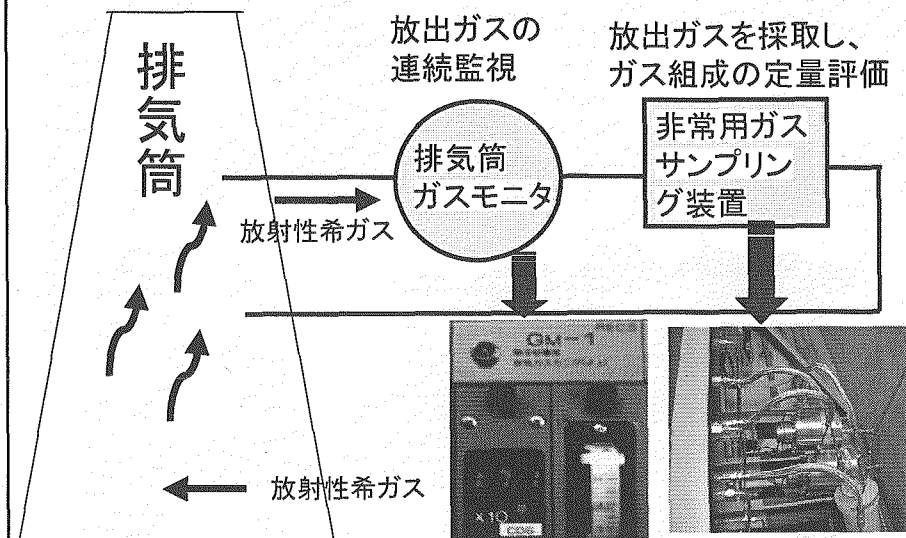 排気筒
放出ガスの
連続監視
放出ガスを採取し、
ガス組成の定量評価
排気筒
ガスモニタ
非常用ガス
サンプリン
グ装置
放射性希ガス
放射性希ガス
GM-1
×10